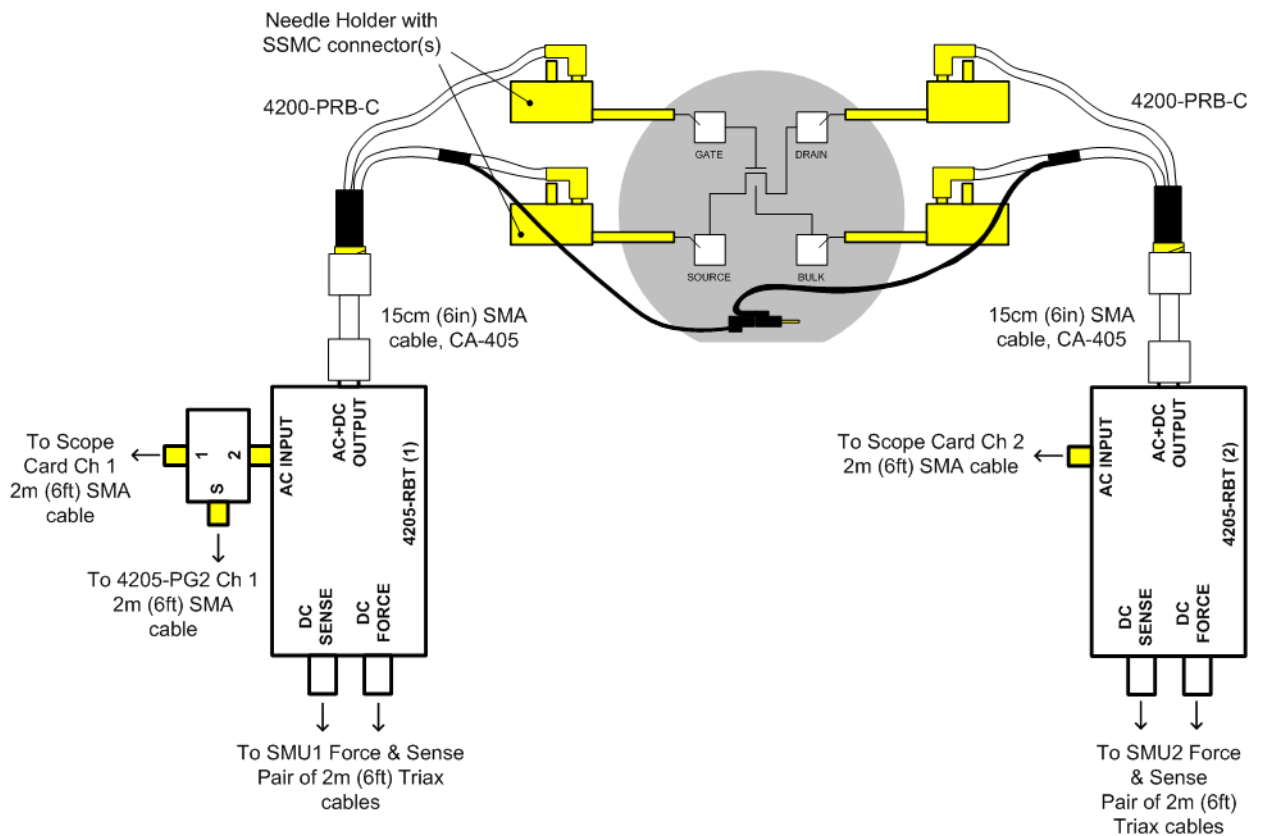 Needle Holder with
SSMC connector(s)
4200-PRB-C
4200-PRB-C
GATE
DRAIN
SOURCE
BULK
15cm (6in) SMA
cable, CA-405
15cm (6in) SMA
cable, CA-405
To Scope
Card Ch 1
2m (6ft) SMA
cable
1
2
S
AC INPUT
AC+DC
OUTPUT
4205-RBT (1)
To 4205-PG2 Ch 1
2m (6ft) SMA
cable
DC
SENSE
DC
FORCE
To SMU1 Force & Sense
Pair of 2m (6ft) Triax
cables
To Scope Card Ch 2
2m (6ft) SMA cable
AC INPUT
AC+DC
OUTPUT
4205-RBT (2)
DC
SENSE
DC
FORCE
To SMU2 Force
& Sense
Pair of 2m (6ft)
Triax cables